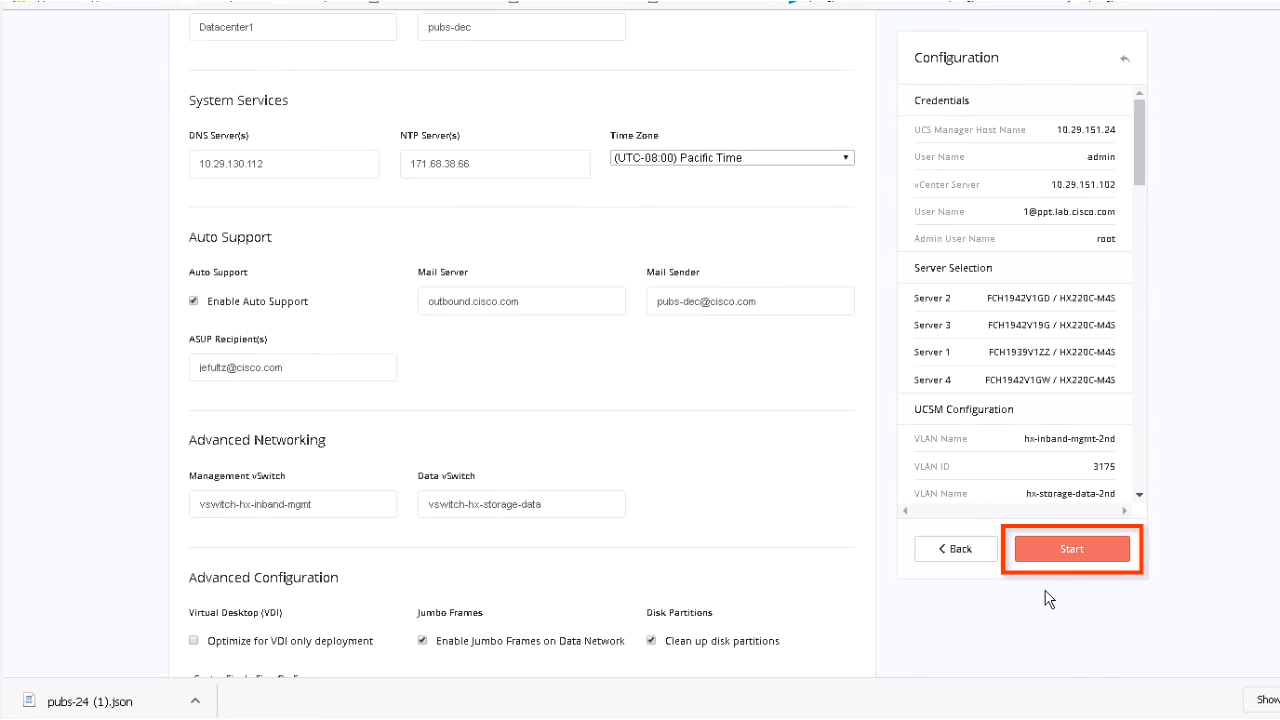 Datacenter1 pubs-dec
System Services
DNS Server(s) NTP Server(s) Time Zone
10.29.130.112 171.68.38.66 (UTC-08:00) Pacific Time
Auto Support
Auto Support Mail Server Mail Sender
Enable Auto Support outbound.cisco.com pubs-dec@cisco.com
ASUP Recipient(s)
jefultz@cisco.com
Advanced Networking
Management vSwitch Data vSwitch
vswitch-hx-inband-mgmt vswitch-hx-storage-data
Advanced Configuration
Virtual Desktop (VDI) Jumbo Frames Disk Partitions
Optimize for VDI only deployment Enable Jumbo Frames on Data Network Clean up disk partitions
Configuration
Credentials
UCS Manager Host Name 10.29.151.24
User Name admin
vCenter Server 10.29.151.102
User Name 1@ppt.lab.cisco.com
Admin User Name root
Server Selection
Server 2 FCH1942V1GD / HX220C-M4S
Server 3 FCH1942V19G / HX220C-M4S
Server 1 FCH1939V1ZZ / HX220C-M4S
Server 4 FCH1942V1GW / HX220C-M4S
UCSM Configuration
VLAN Name hx-inband-mgmt-2nd
VLAN ID 3175
VLAN Name hx-storage-data-2nd
Back Start
pubs-24 (1).json Show